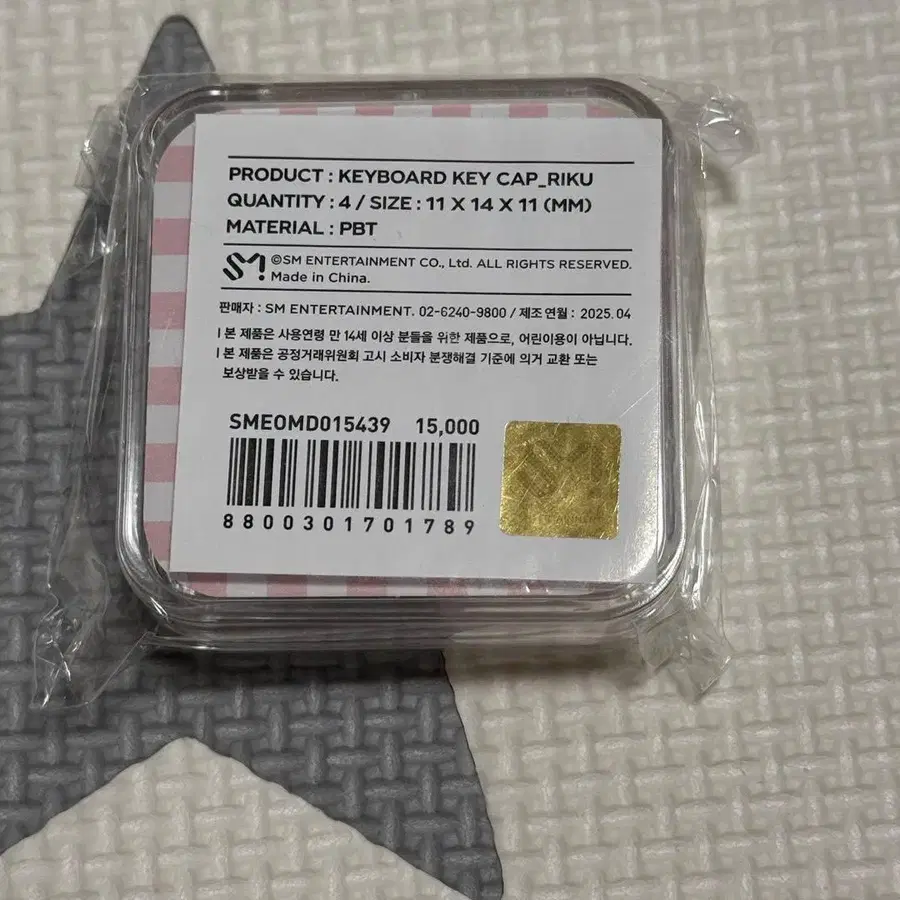 PRODUCT : KEYBOARD KEY CAP_RIKU
QUANTITY : 4 / SIZE : 11 X 14 X 11 (MM)
MATERIAL : PBT
SM! ©SM ENTERTAINMENT CO., Ltd. ALL RIGHTS RESERVED.
Made in China.
판매자 : SM ENTERTAINMENT. 02-6240-9800 / 제조 연월 : 2025.04
l 본 제품은 사용연령 만 14세 이상 분들을 위한 제품으로, 어린이용이 아닙니다.
l 본 제품은 공정거래위원회 고시 소비자 분쟁해결 기준에 의거 교환 또는
보상받을 수 있습니다.
SMEOMD015439 15,000
8800301701789
SM!